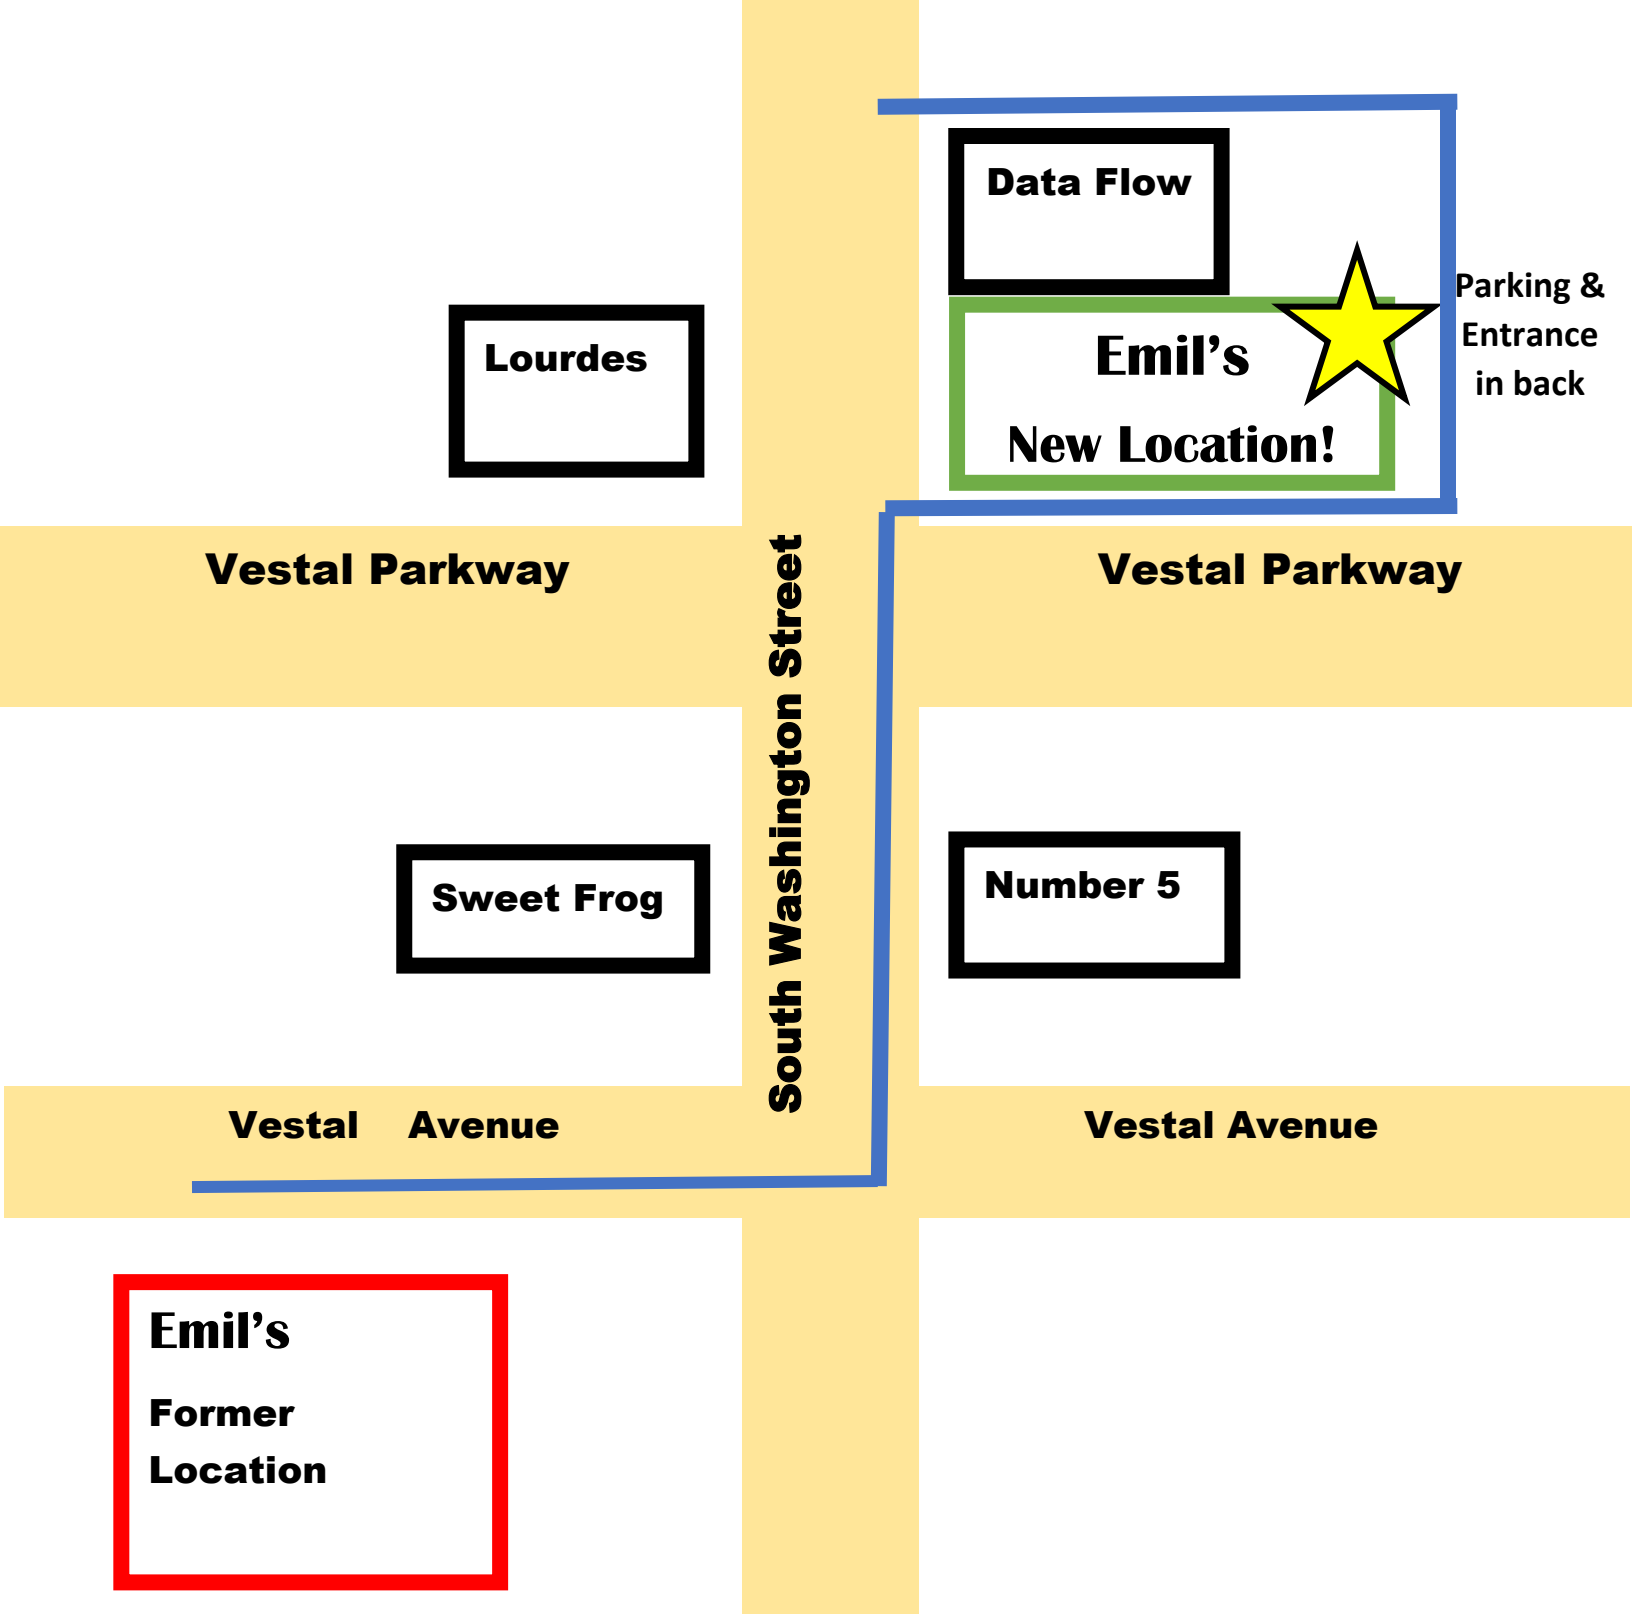 Data Flow
Parking &
Entrance
in back
Lourdes
Emil’s
New Location!
Vestal Parkway
Vestal Parkway
South Washington Street
Sweet Frog
Number 5
Vestal Avenue
Vestal Avenue
Emil’s
Former
Location